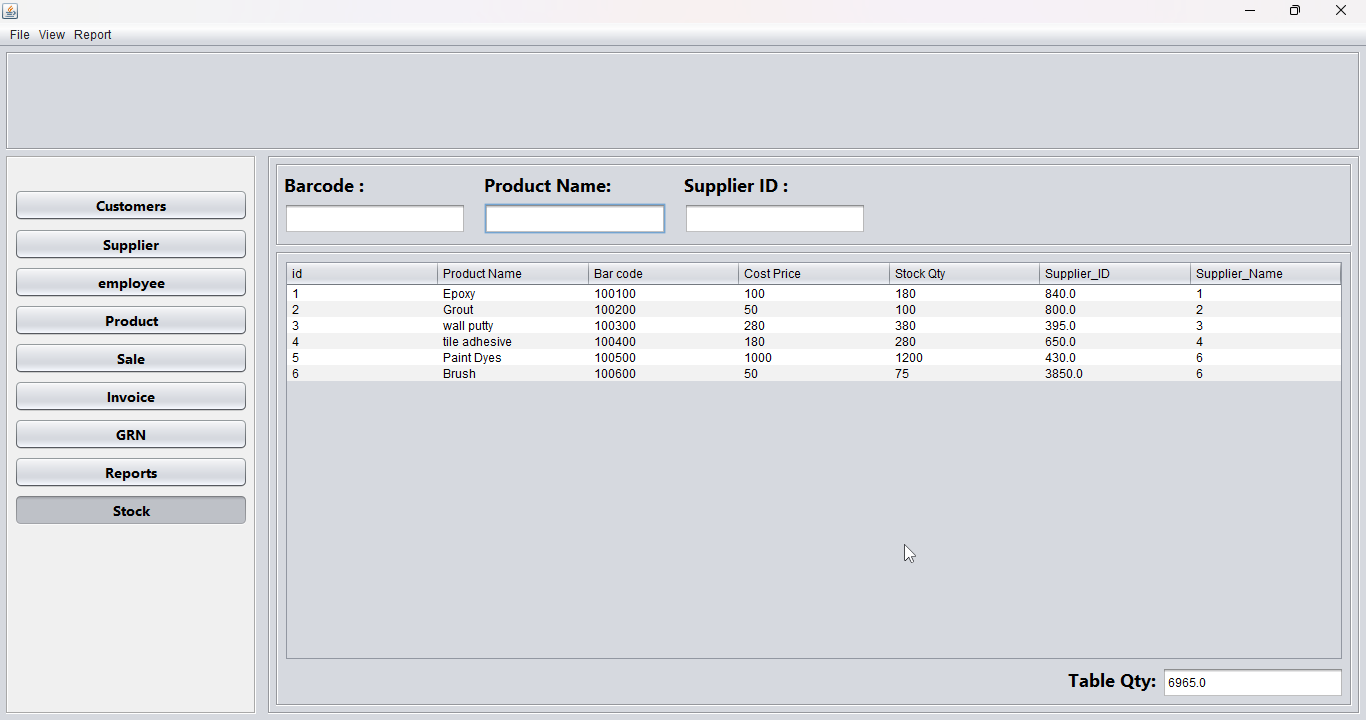 File View Report
Customers
Supplier
employee
Product
Sale
Invoice
GRN
Reports
Stock
Barcode : Product Name: Supplier ID :
id Product Name Bar code Cost Price Stock Qty Supplier_ID Supplier_Name
1 Epoxy 100100 100 180 840.0 1
2 Grout 100200 50 100 800.0 2
3 wall putty 100300 280 380 395.0 3
4 tile adhesive 100400 180 280 650.0 4
5 Paint Dyes 100500 1000 1200 430.0 6
6 Brush 100600 50 75 3850.0 6
Table Qty: 6965.0